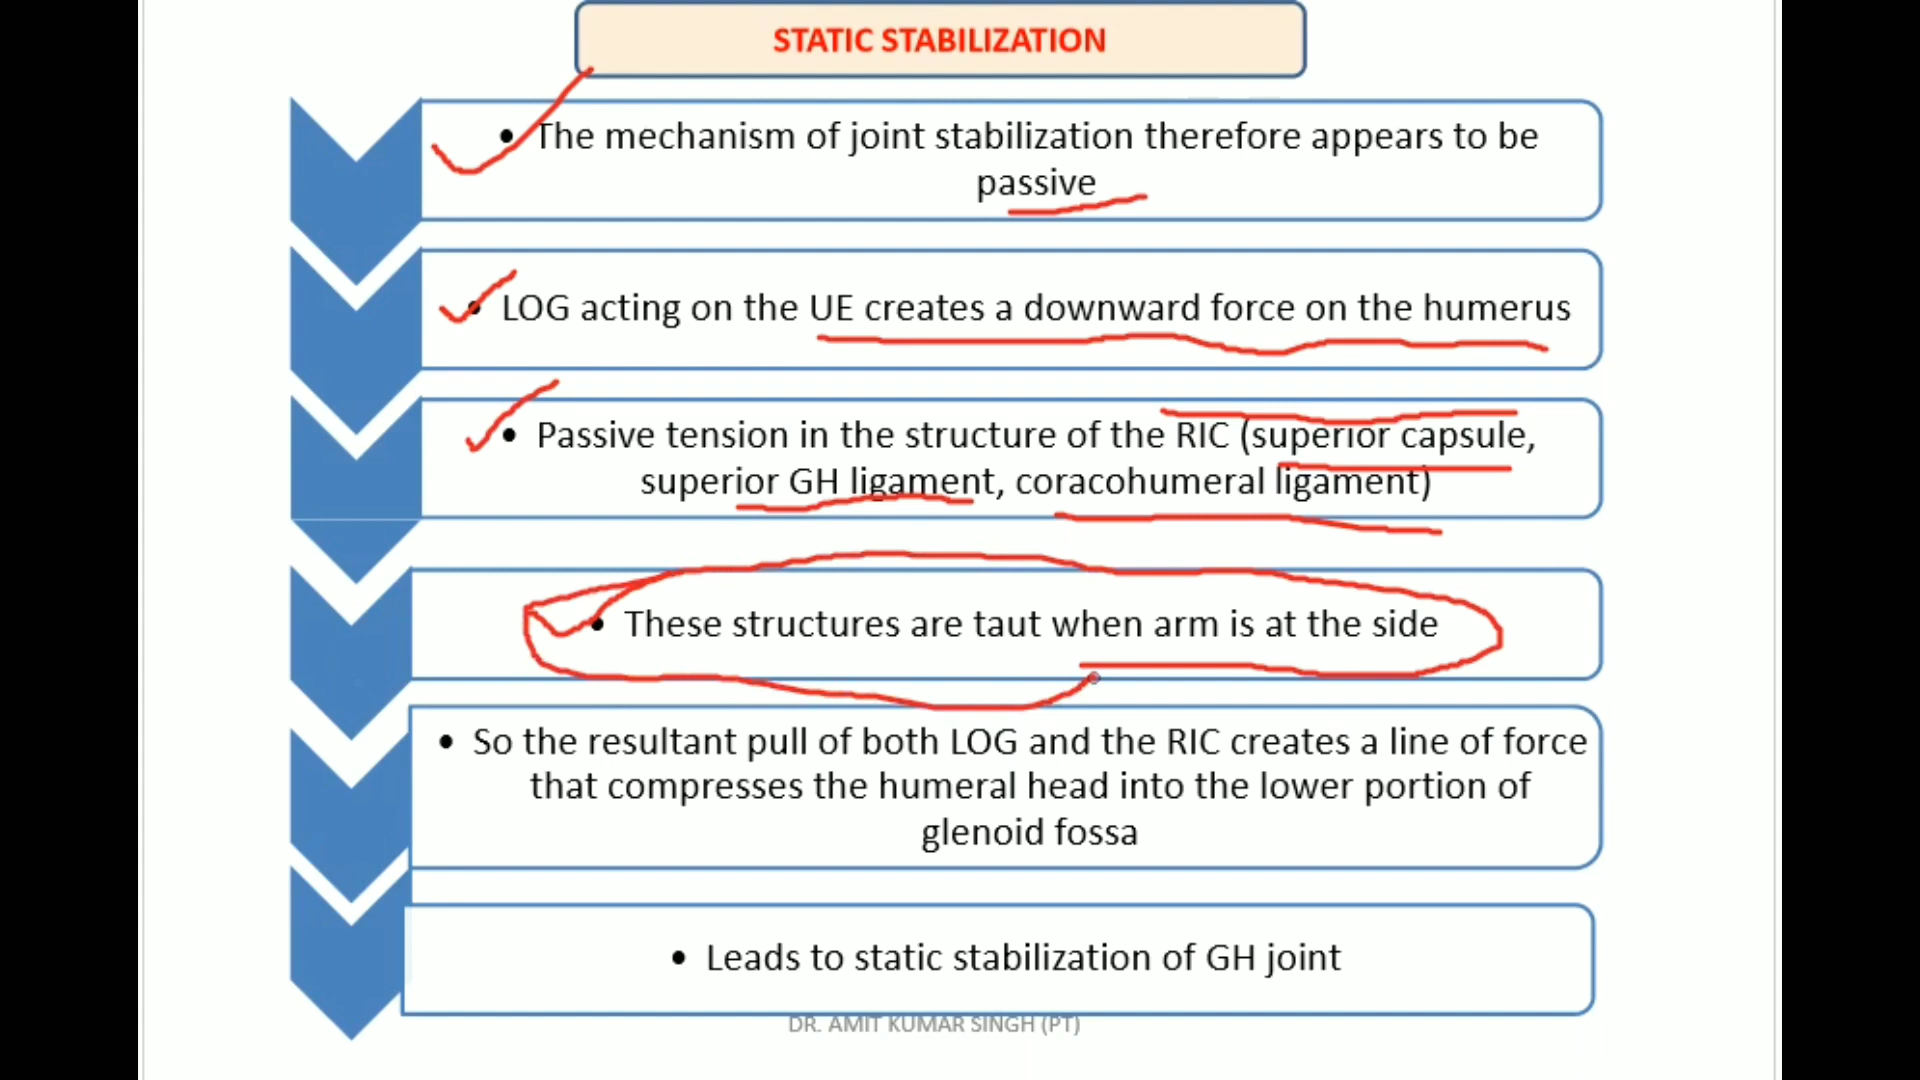 STATIC STABILIZATION
• The mechanism of joint stabilization therefore appears to be
passive
• LOG acting on the UE creates a downward force on the humerus
• Passive tension in the structure of the RIC (superior capsule,
superior GH ligament, coracohumeral ligament)
• These structures are taut when arm is at the side
• So the resultant pull of both LOG and the RIC creates a line of force
that compresses the humeral head into the lower portion of
glenoid fossa
• Leads to static stabilization of GH joint
DR. AMIT KUMAR SINGH (PT)